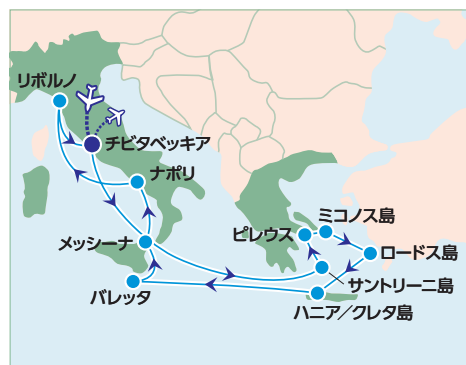 リボルノ
チビタベッキア
ナポリ
ミコノス島
ピレウス
メッシーナ
ロードス島
サントリーニ島
バレッタ
ハニア／クレタ島